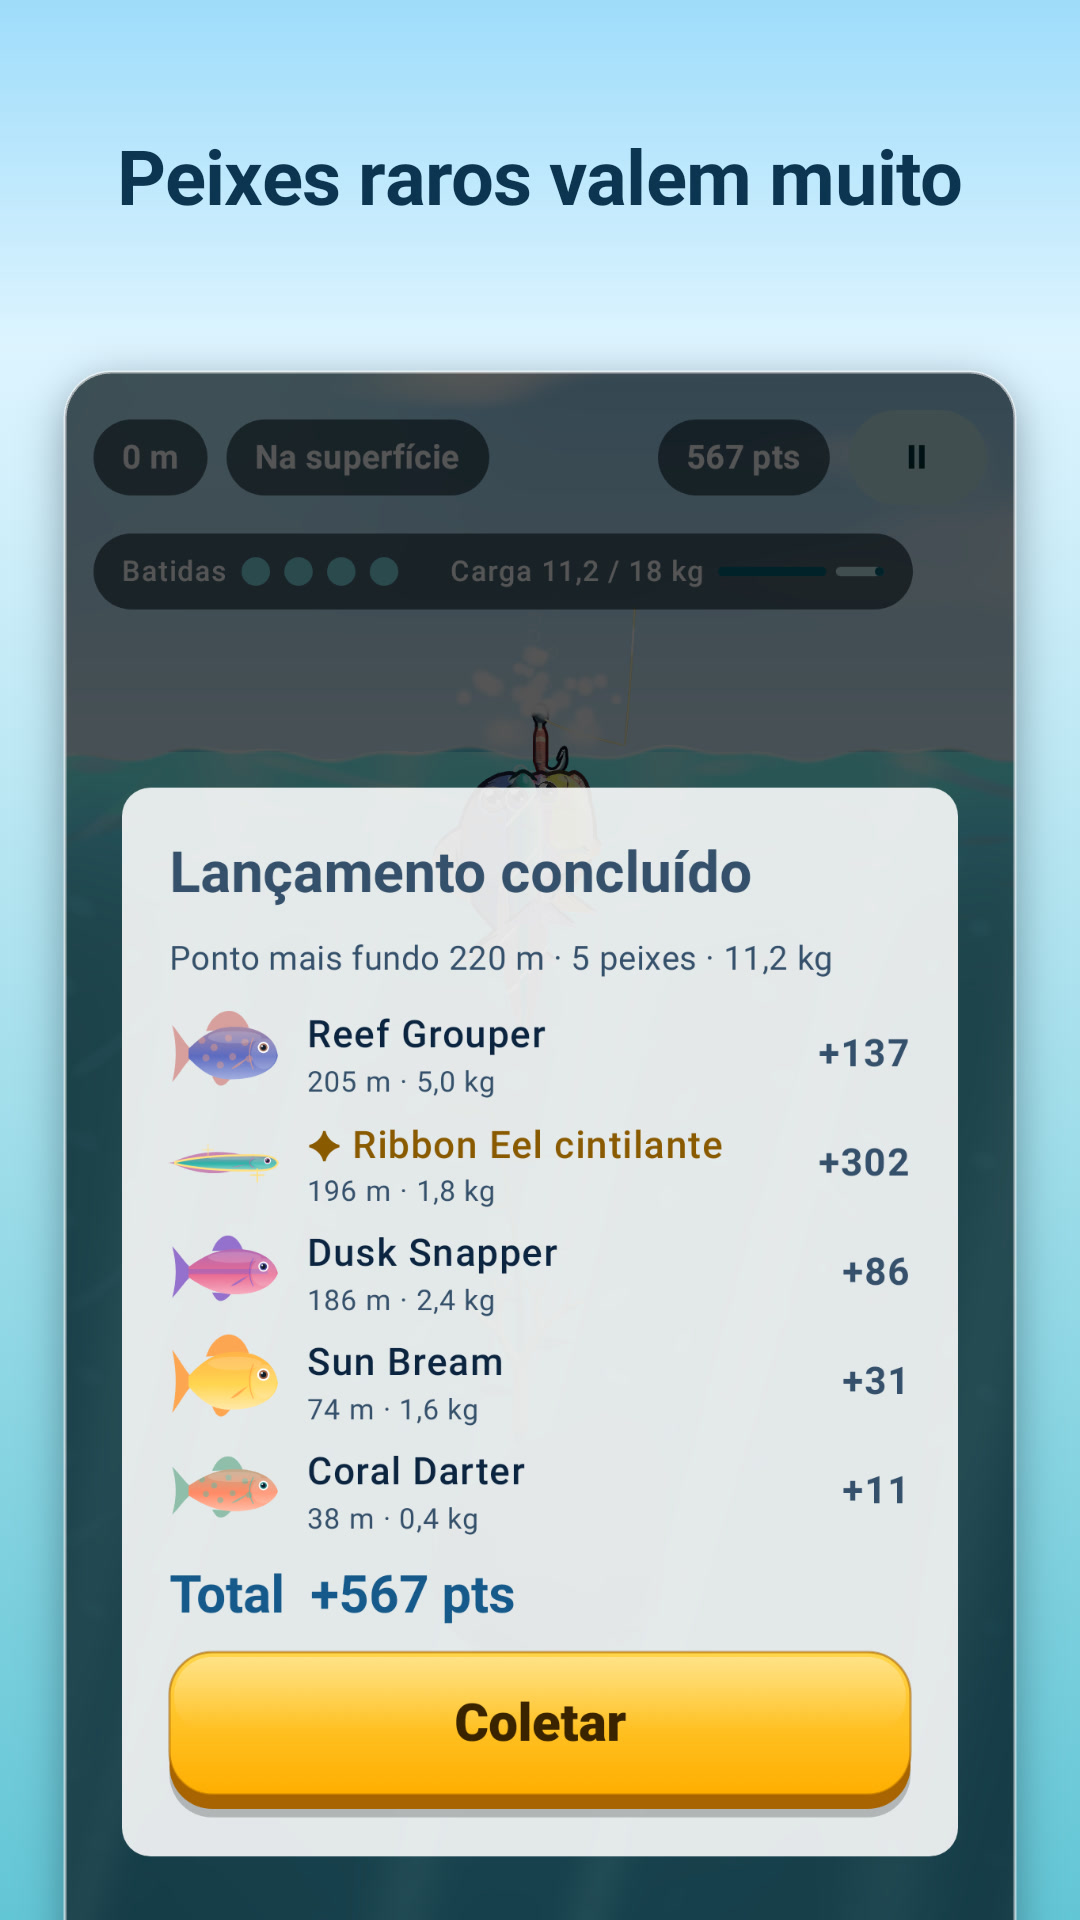 Peixes raros valem muito
0 m
Na superfície
567 pts
Batidas
Carga 11,2 / 18 kg
Lançamento concluído
Ponto mais fundo 220 m · 5 peixes · 11,2 kg
Reef Grouper
+137
205 m · 5,0 kg
Ribbon Eel cintilante
+302
196 m · 1,8 kg
Dusk Snapper
+86
186 m · 2,4 kg
Sun Bream
+31
74 m · 1,6 kg
Coral Darter
+11
38 m · 0,4 kg
Total +567 pts
Coletar